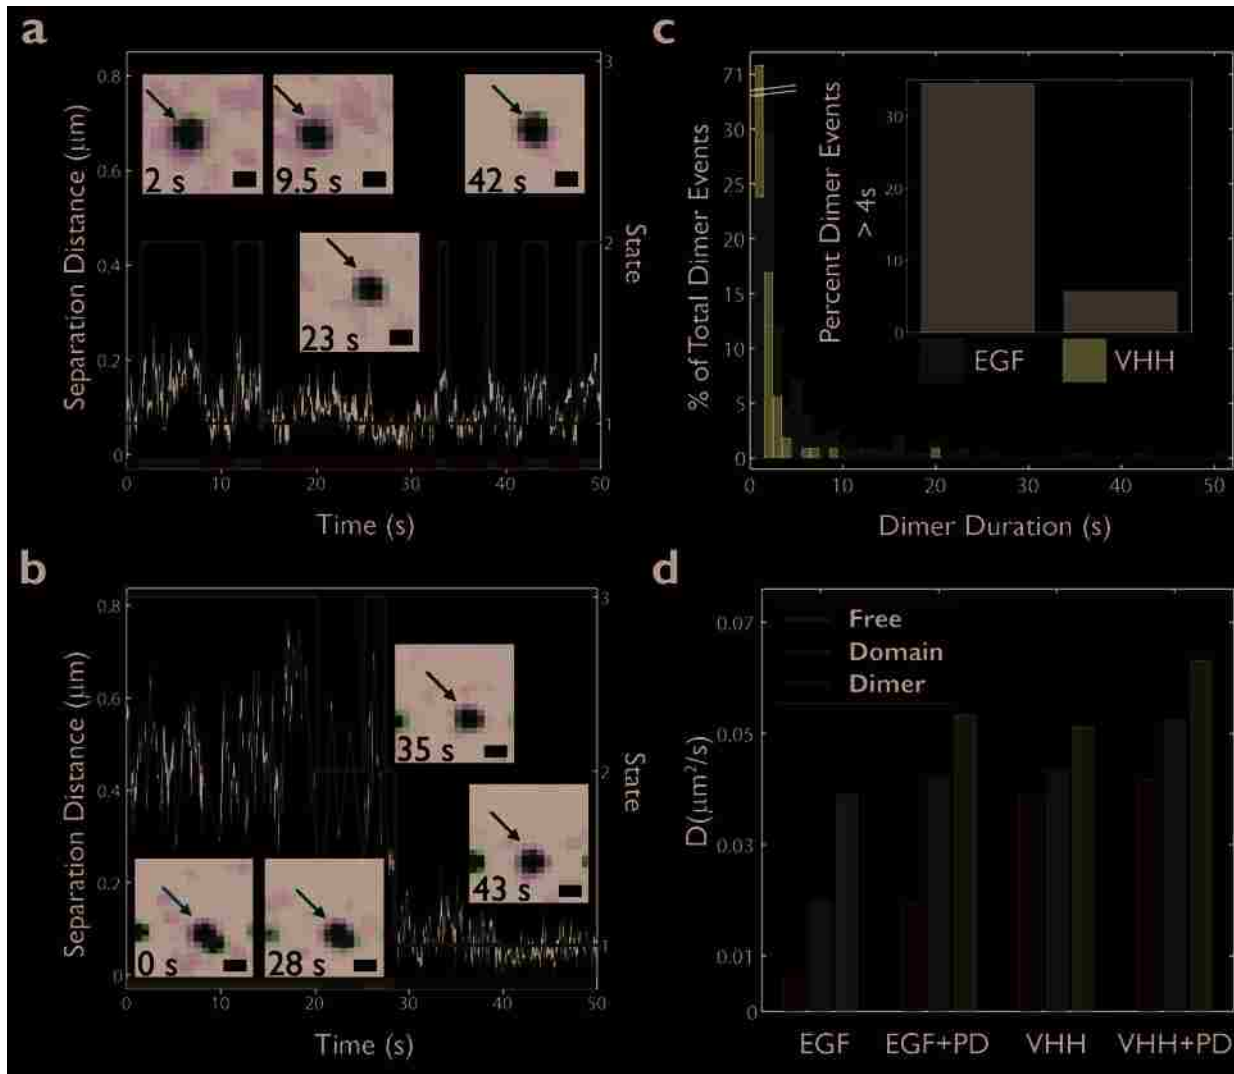 a
Separation Distance (μm)
0.8
0.6
0.4
0.2
0
3
2
1
State
2 s
9.5 s
42 s
23 s
0
10
20
30
40
50
Time (s)
b
Separation Distance (μm)
0.8
0.6
0.4
0.2
0
3
2
1
State
35 s
43 s
0 s
28 s
0
10
20
30
40
50
Time (s)
c
% of Total Dimer Events
71
30
25
20
15
10
5
0
Percent Dimer Events
> 4s
30
20
10
0
EGF
VHH
0
10
20
30
40
50
Dimer Duration (s)
d
D(μm²/s)
0.07
0.05
0.03
0.01
0
Free
Domain
Dimer
EGF
EGF+PD
VHH
VHH+PD